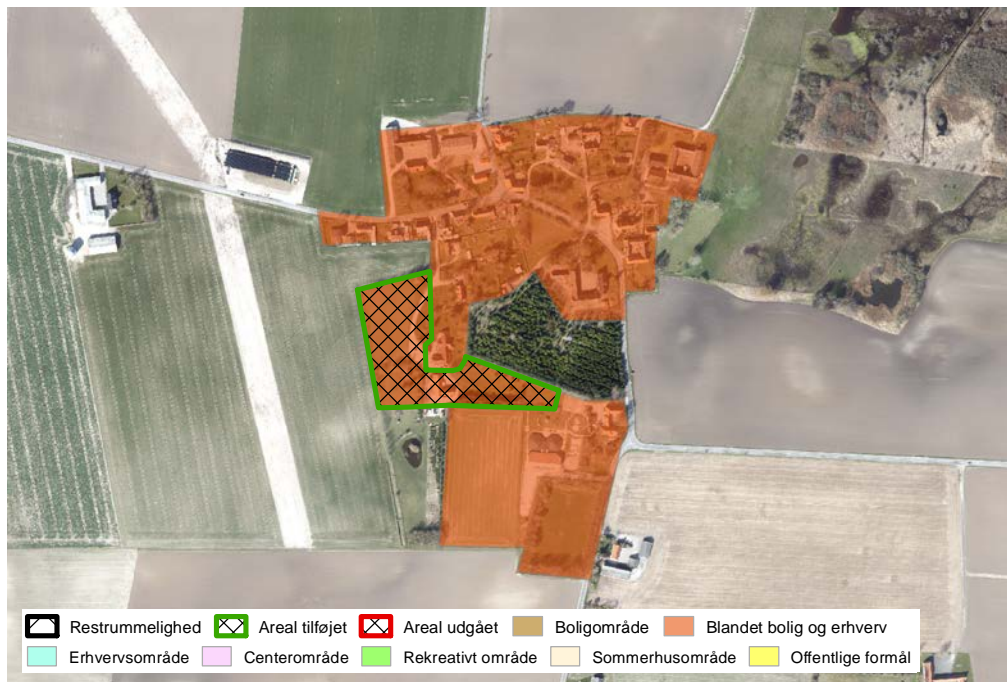 Restrummelighed Areal tilføjet Areal udgået Boligområde Blandet bolig og erhverv
Erhvervsområde Centerområde Rekreativt område Sommerhusområde Offentlige formål